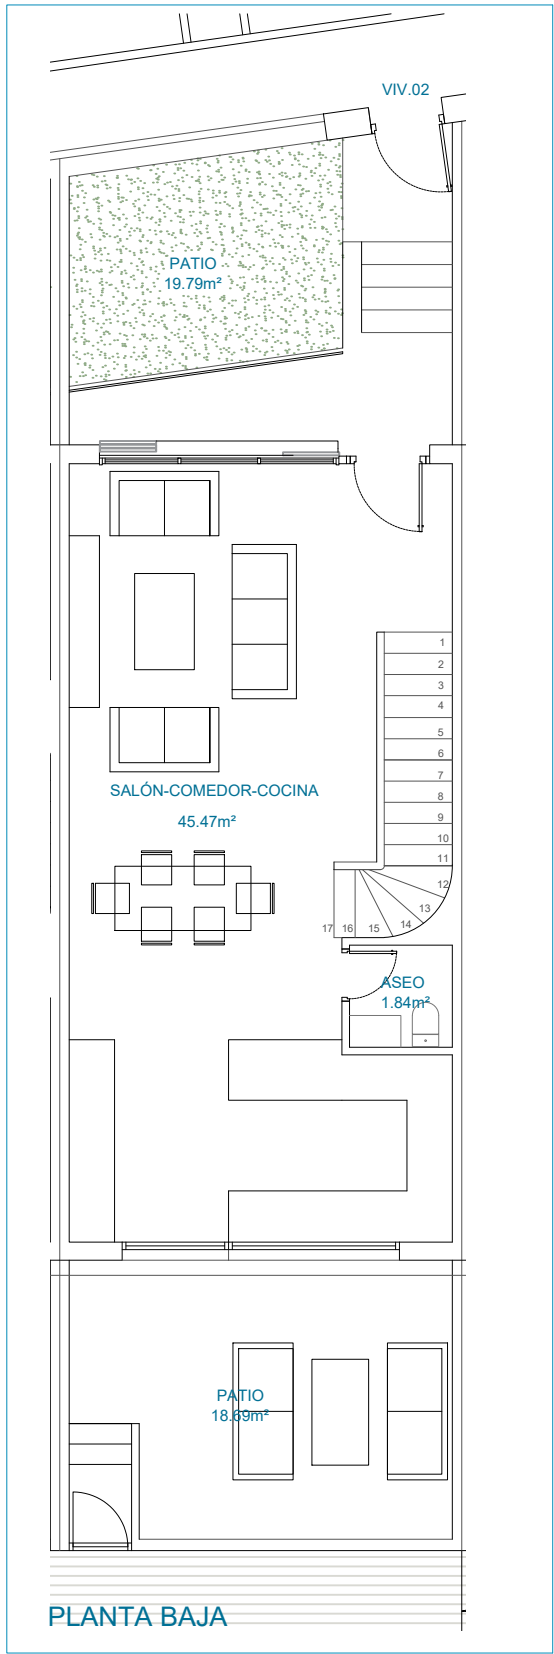 VIV.02
PATIO
19.79m²
1
2
3
4
5
6
7
8
9
10
11
12
13
14
15
16
17
SALÓN-COMEDOR-COCINA
45.47m²
ASEO
1.84m²
PATIO
18.69m²
PLANTA BAJA